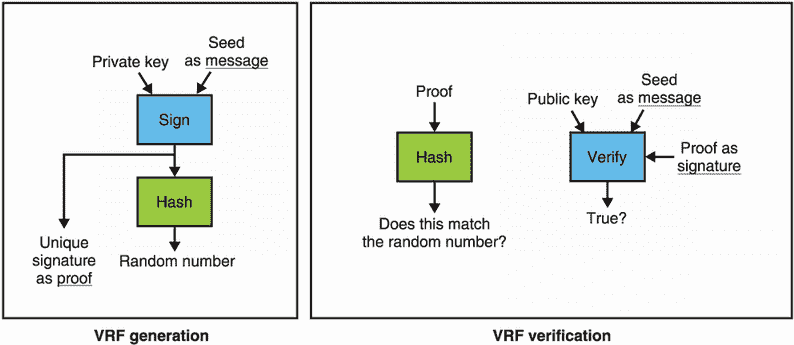 Private key
Seed
as message
Sign
Hash
Unique
signature
as proof
Random number
VRF generation
Proof
Hash
Does this match
the random number?
Public key
Seed
as message
Verify
Proof as
signature
True?
VRF verification